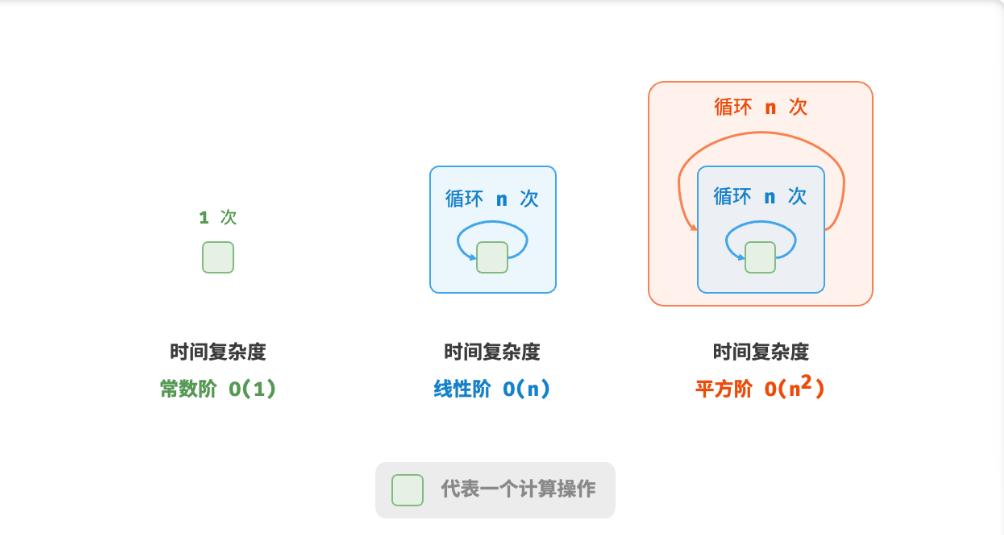 循环 n 次
循环 n 次
循环 n 次
1 次
时间复杂度
常数阶 O(1)
时间复杂度
线性阶 O(n)
时间复杂度
平方阶 O(n²)
代表一个计算操作